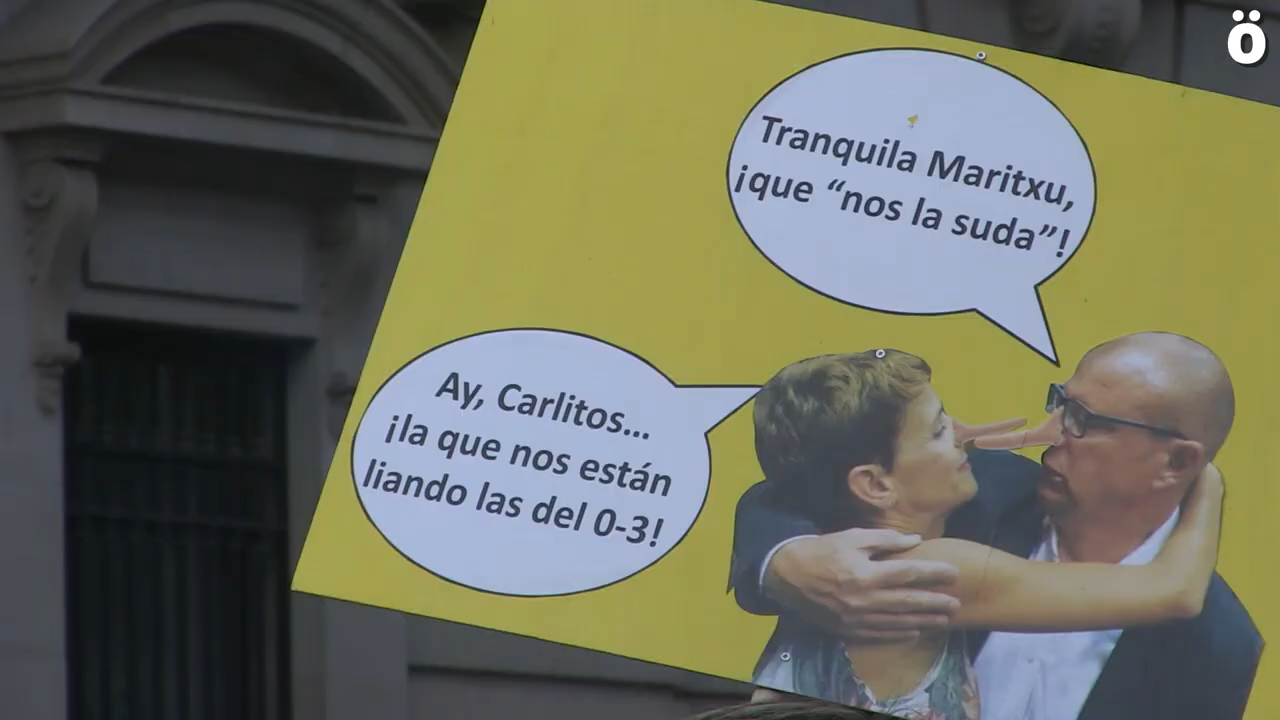 ö
Tranquila Maritxu,
¡que “nos la suda”!
Ay, Carlitos...
¡la que nos están
liando las del 0-3!